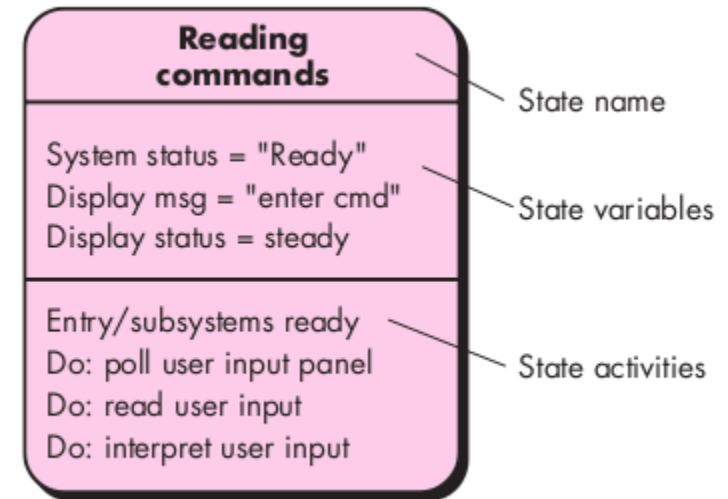 Reading
commands
State name
System status = "Ready"
Display msg = "enter cmd"
Display status = steady
State variables
Entry/subsystems ready
Do: poll user input panel
Do: read user input
Do: interpret user input
State activities